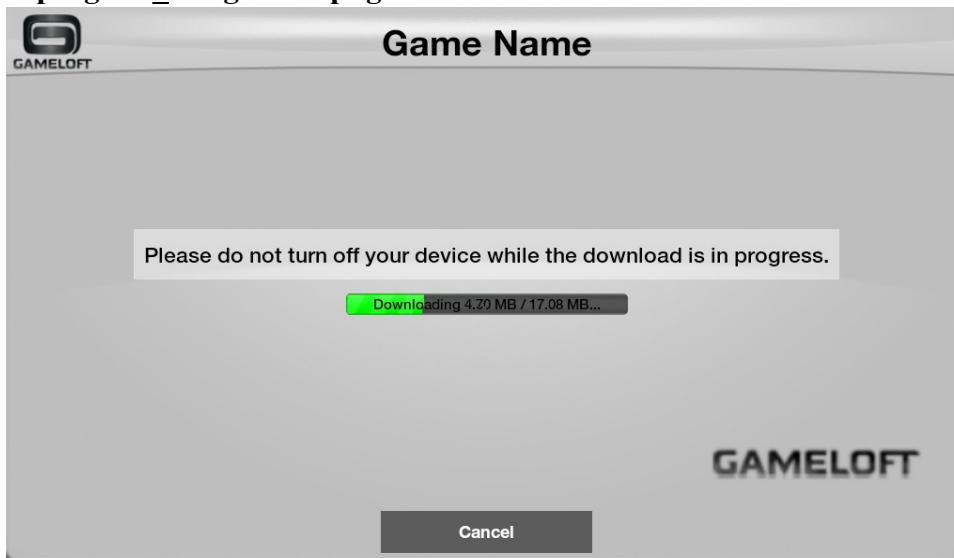 GAMELOFT
Game Name
Please do not turn off your device while the download is in progress.
Downloading 4.70 MB / 17.08 MB...
GAMELOFT
Cancel